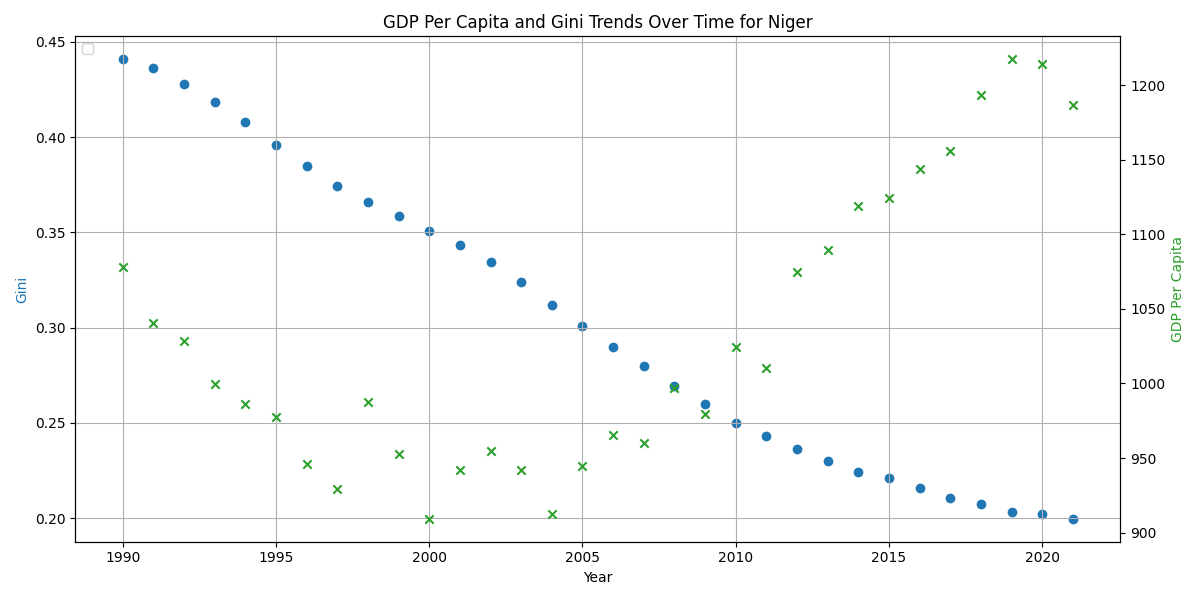 GDP Per Capita and Gini Trends Over Time for Niger
0.45
0.40
0.35
0.30
0.25
0.20
Gini
1200
1150
1100
1050
1000
950
900
GDP Per Capita
1990 1995 2000 2005 2010 2015 2020
Year